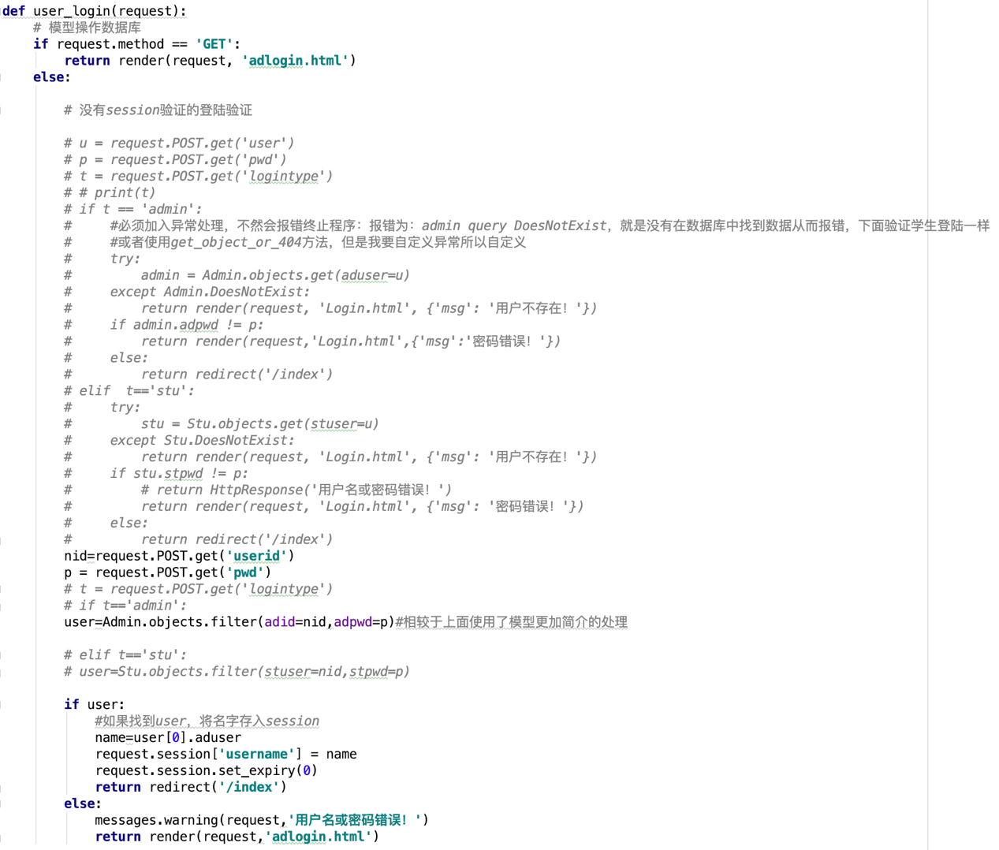 def user_login(request):
    # 模型操作数据库
    if request.method == 'GET':
        return render(request, 'adlogin.html')
    else:

        # 没有session验证的登陆验证

        # u = request.POST.get('user')
        # p = request.POST.get('pwd')
        # t = request.POST.get('logintype')
        # # print(t)
        # if t == 'admin':
        #     #必须加入异常处理，不然会报错终止程序：报错为：admin query DoesNotExist，就是没有在数据库中找到数据从而报错，下面验证学生登陆一样
        #     #或者使用get_object_or_404方法，但是我要自定义异常所以自定义
        #     try:
        #         admin = Admin.objects.get(aduser=u)
        #     except Admin.DoesNotExist:
        #         return render(request, 'Login.html', {'msg': '用户不存在！'})
        #     if admin.adpwd != p:
        #         return render(request,'Login.html',{'msg':'密码错误！'})
        #     else:
        #         return redirect('/index')
        # elif  t=='stu':
        #     try:
        #         stu = Stu.objects.get(stuser=u)
        #     except Stu.DoesNotExist:
        #         return render(request, 'Login.html', {'msg': '用户不存在！'})
        #     if stu.stpwd != p:
        #         # return HttpResponse('用户名或密码错误！')
        #         return render(request, 'Login.html', {'msg': '密码错误！'})
        #     else:
        #         return redirect('/index')
        nid=request.POST.get('userid')
        p = request.POST.get('pwd')
        # t = request.POST.get('logintype')
        # if t=='admin':
        user=Admin.objects.filter(adid=nid,adpwd=p)#相较于上面使用了模型更加简介的处理

        # elif t=='stu':
        # user=Stu.objects.filter(stuser=nid,stpwd=p)

        if user:
            #如果找到user，将名字存入session
            name=user[0].aduser
            request.session['username'] = name
            request.session.set_expiry(0)
            return redirect('/index')
        else:
            messages.warning(request,'用户名或密码错误！')
            return render(request,'adlogin.html')